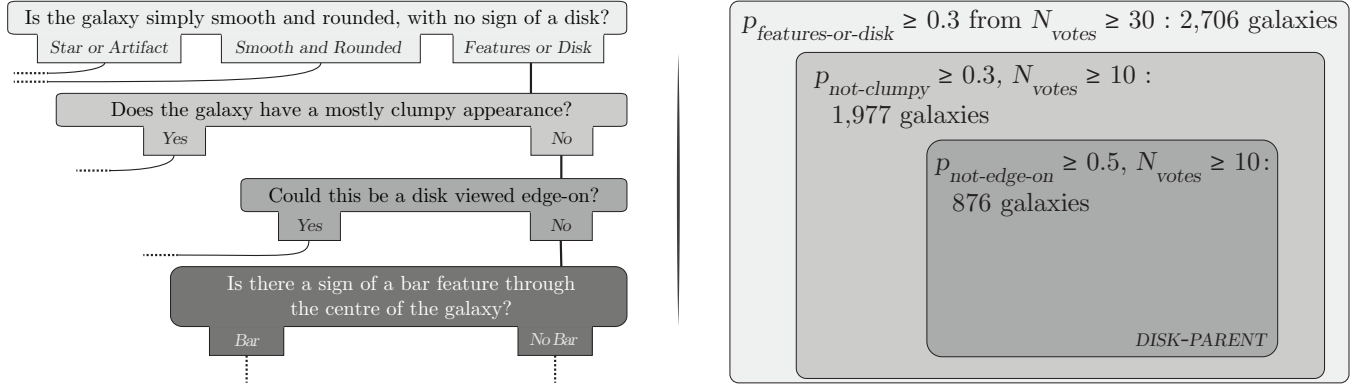 Is the galaxy simply smooth and rounded, with no sign of a disk?
Star or Artifact
Smooth and Rounded
Features or Disk
Does the galaxy have a mostly clumpy appearance?
Yes
No
Could this be a disk viewed edge-on?
Yes
No
Is there a sign of a bar feature through
the centre of the galaxy?
Bar
No Bar
p_features-or-disk ≥ 0.3 from N_votes ≥ 30 : 2,706 galaxies
p_not-clumpy ≥ 0.3, N_votes ≥ 10 :
1,977 galaxies
p_not-edge-on ≥ 0.5, N_votes ≥ 10:
876 galaxies
DISK-PARENT